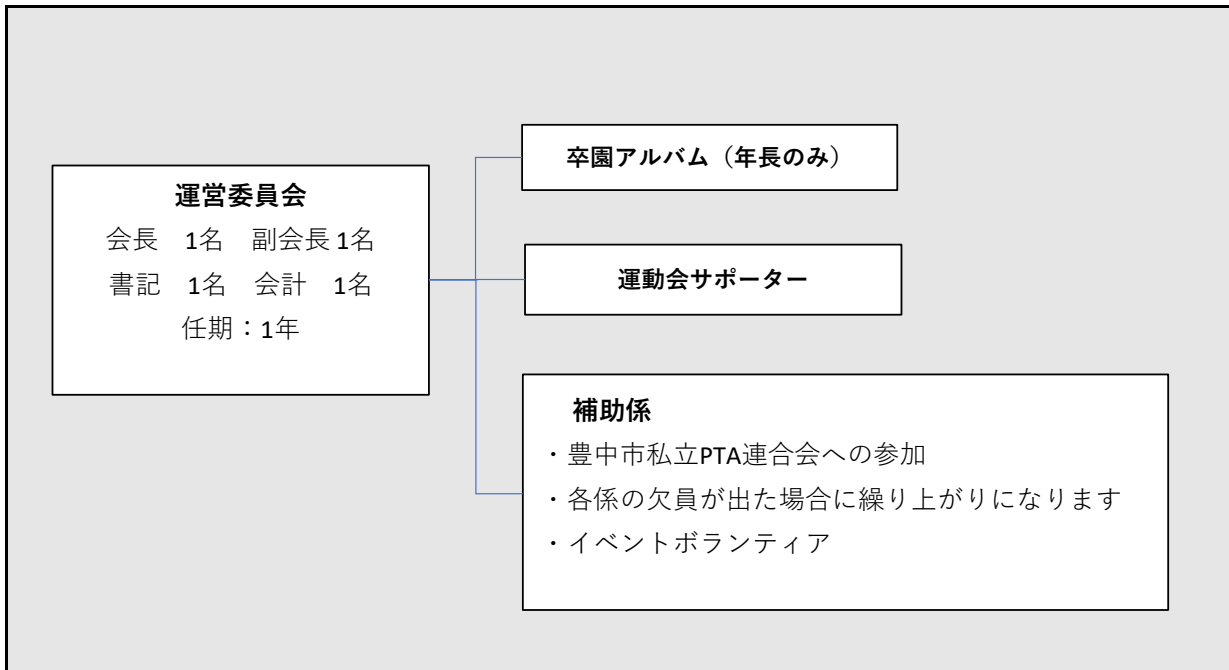 運営委員会
会長　1名　副会長 1名
書記　1名　会計　1名
任期：1年
卒園アルバム（年長のみ）
運動会サポーター
補助係
・豊中市私立PTA連合会への参加
・各係の欠員が出た場合に繰り上がりになります
・イベントボランティア